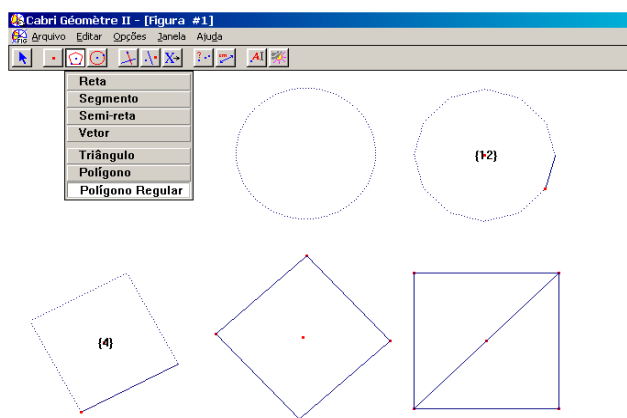 Cabri Géomètre II - [Figura #1]
Arquivo Editar Opções Janela Ajuda
Reta
Segmento
Semi-reta
Vetor
Triângulo
Polígono
Polígono Regular
{12}
{4}